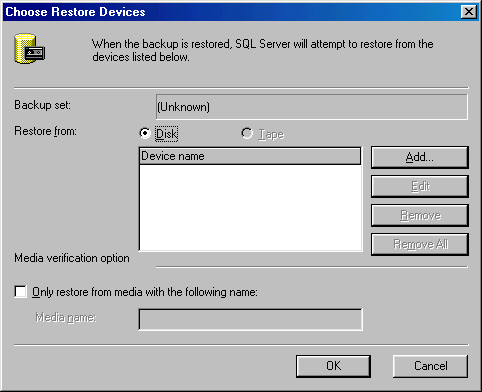 Choose Restore Devices
When the backup is restored, SQL Server will attempt to restore from the
devices listed below.
Backup set:
(Unknown)
Restore from:
Disk
Tape
Device name
Add...
Edit
Remove
Remove All
Media verification option
Only restore from media with the following name:
Media name:
OK
Cancel